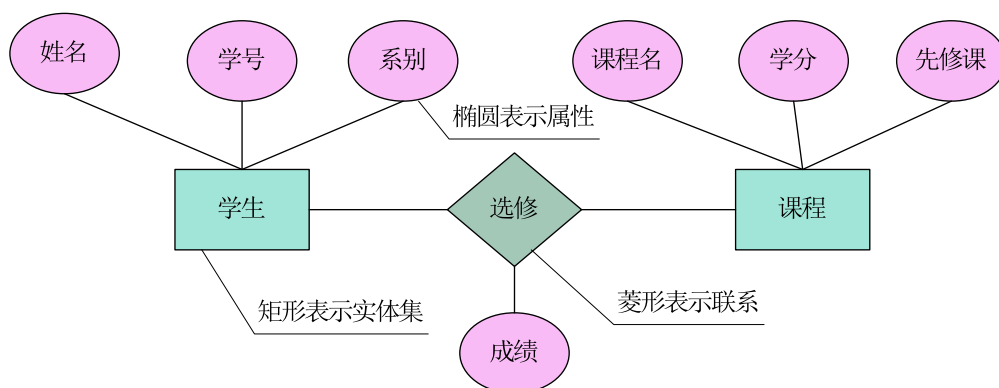 姓名
学号
系别
课程名
学分
先修课
椭圆表示属性
学生
选修
课程
矩形表示实体集
菱形表示联系
成绩